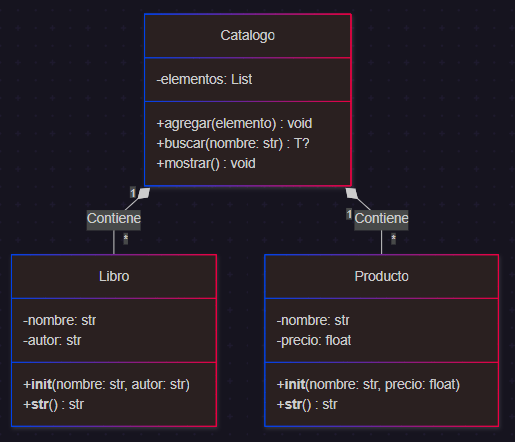 Catalogo
-elementos: List
+agregar(elemento) : void
+buscar(nombre: str) : T?
+mostrar() : void
1
1
Contiene
Contiene
*
*
Libro
-nombre: str
-autor: str
+init(nombre: str, autor: str)
+str() : str
Producto
-nombre: str
-precio: float
+init(nombre: str, precio: float)
+str() : str